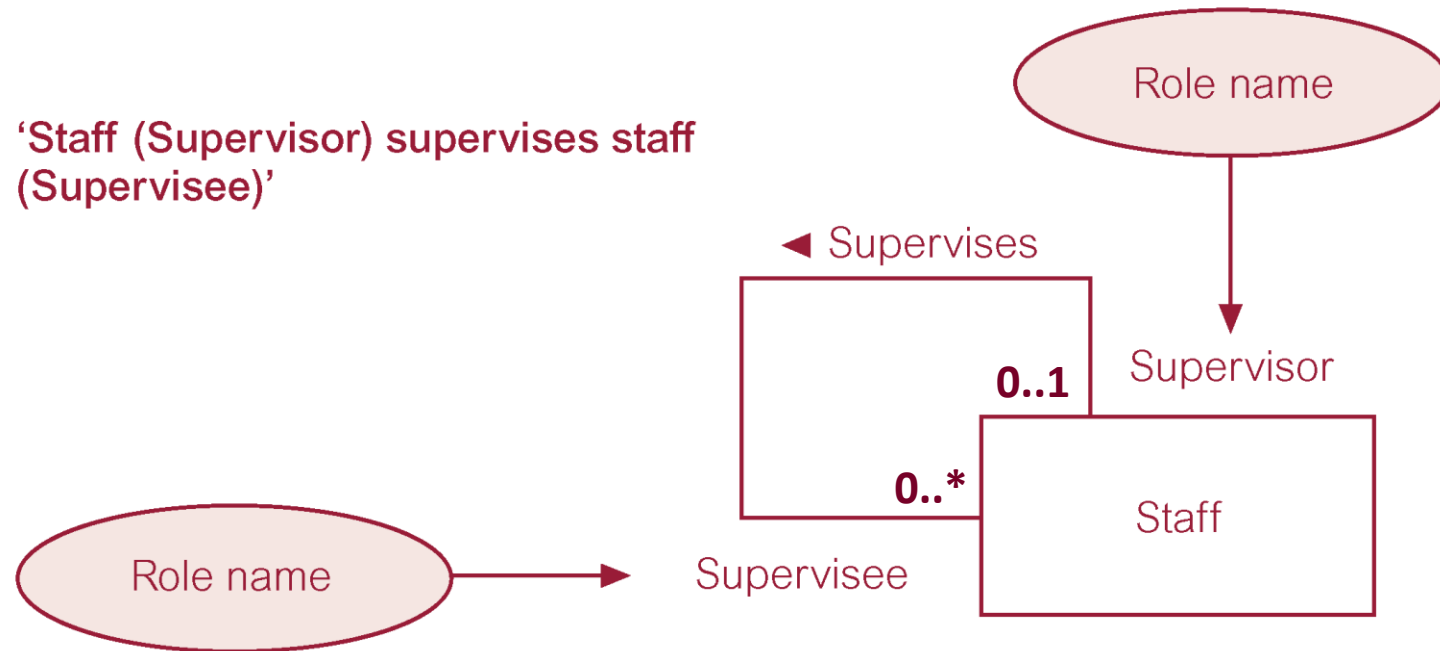 Role name
‘Staff (Supervisor) supervises staff
(Supervisee)’
◄ Supervises
Supervisor
0..1
0..*
Staff
Role name
Supervisee